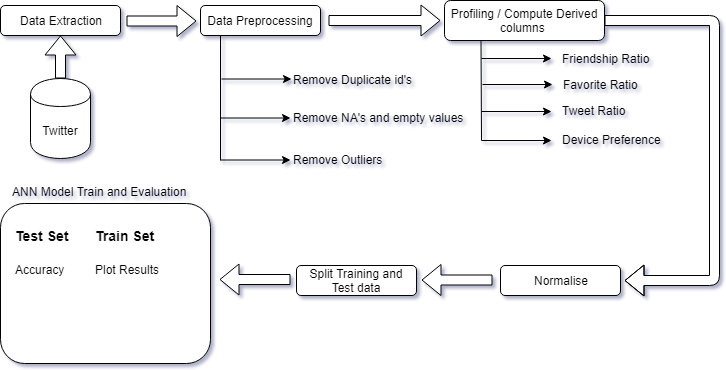 Data Extraction
Data Preprocessing
Profiling / Compute Derived
columns
Twitter
Remove Duplicate id's
Remove NA's and empty values
Remove Outliers
Friendship Ratio
Favorite Ratio
Tweet Ratio
Device Preference
Normalise
Split Training and
Test data
ANN Model Train and Evaluation
Test Set Train Set
Accuracy Plot Results